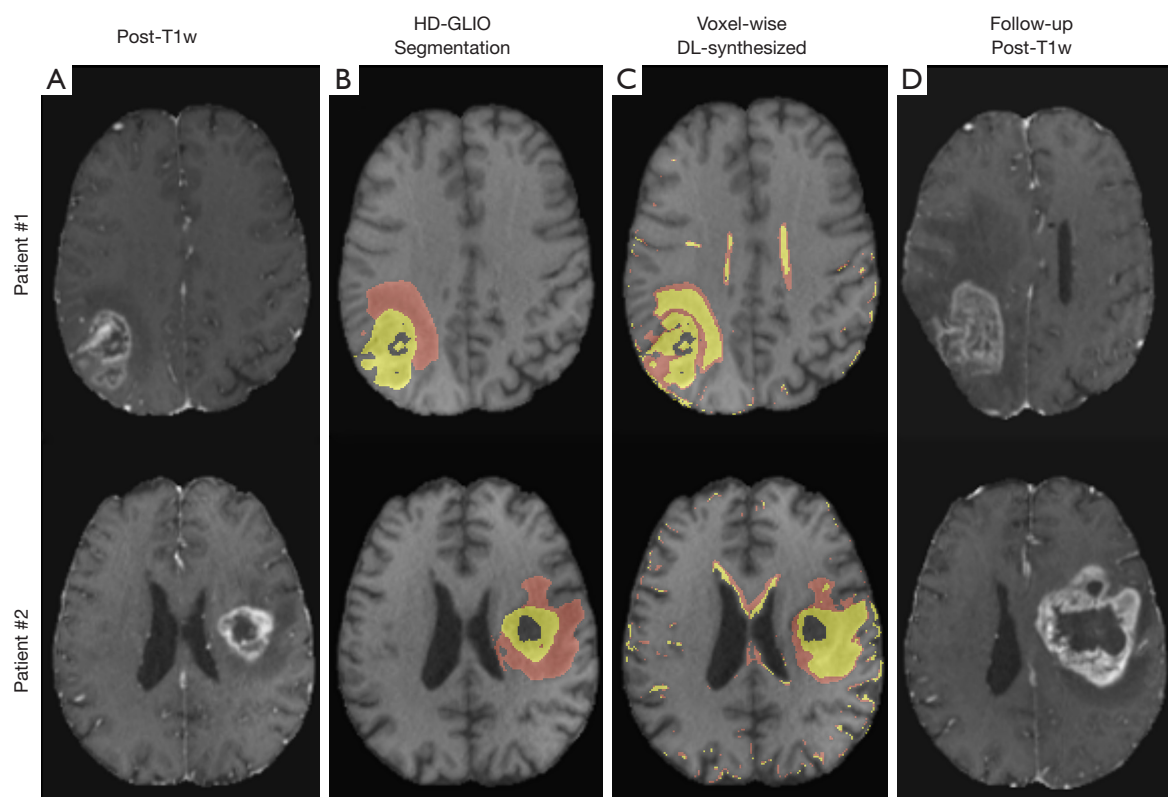 Post-T1w
HD-GLIO
Segmentation
Voxel-wise
DL-synthesized
Follow-up
Post-T1w
A
B
C
D
Patient #1
Patient #2